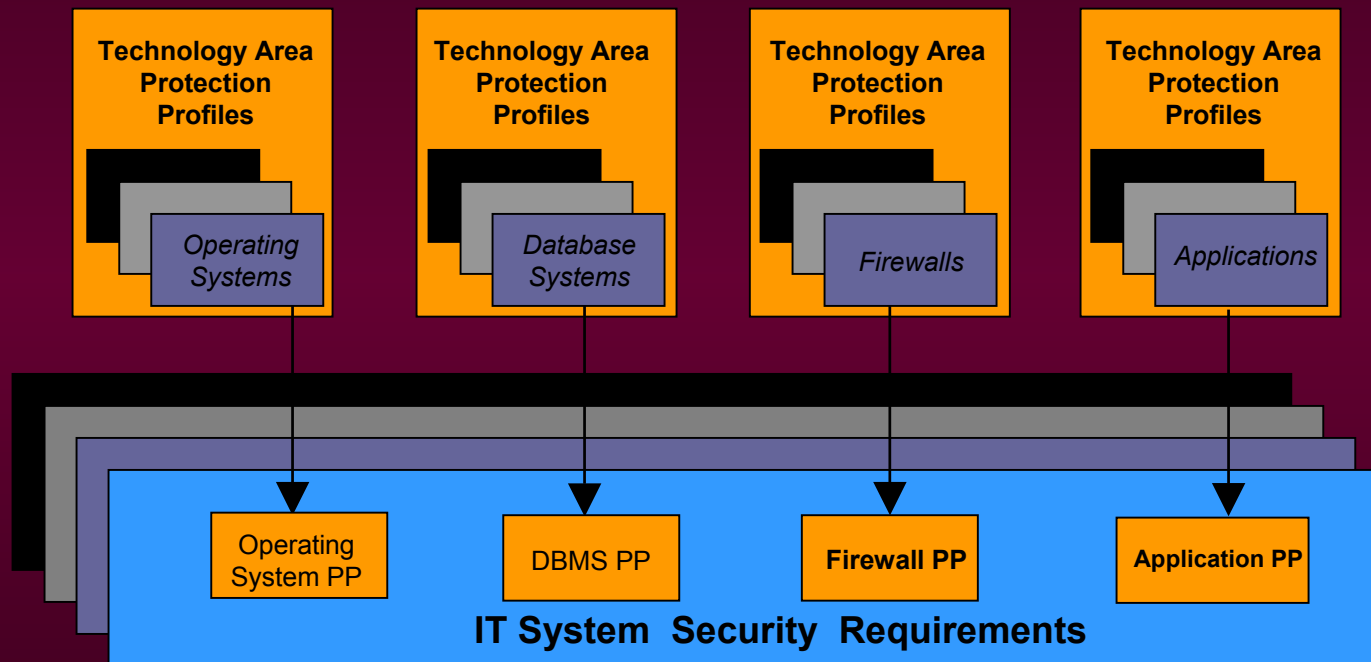 Technology Area
Protection
Profiles
Operating
Systems
Technology Area
Protection
Profiles
Database
Systems
Technology Area
Protection
Profiles
Firewalls
Technology Area
Protection
Profiles
Applications
Operating
System PP
DBMS PP
Firewall PP
Application PP
IT System Security Requirements